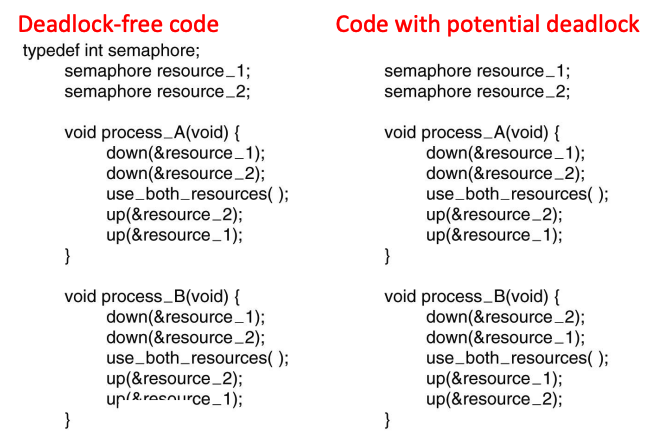 Deadlock-free code
typedef int semaphore;
semaphore resource_1;
semaphore resource_2;
void process_A(void) {
down(&resource_1);
down(&resource_2);
use_both_resources( );
up(&resource_2);
up(&resource_1);
}
void process_B(void) {
down(&resource_1);
down(&resource_2);
use_both_resources( );
up(&resource_2);
up(&resource_1);
}
Code with potential deadlock
semaphore resource_1;
semaphore resource_2;
void process_A(void) {
down(&resource_1);
down(&resource_2);
use_both_resources( );
up(&resource_2);
up(&resource_1);
}
void process_B(void) {
down(&resource_2);
down(&resource_1);
use_both_resources( );
up(&resource_1);
up(&resource_2);
}